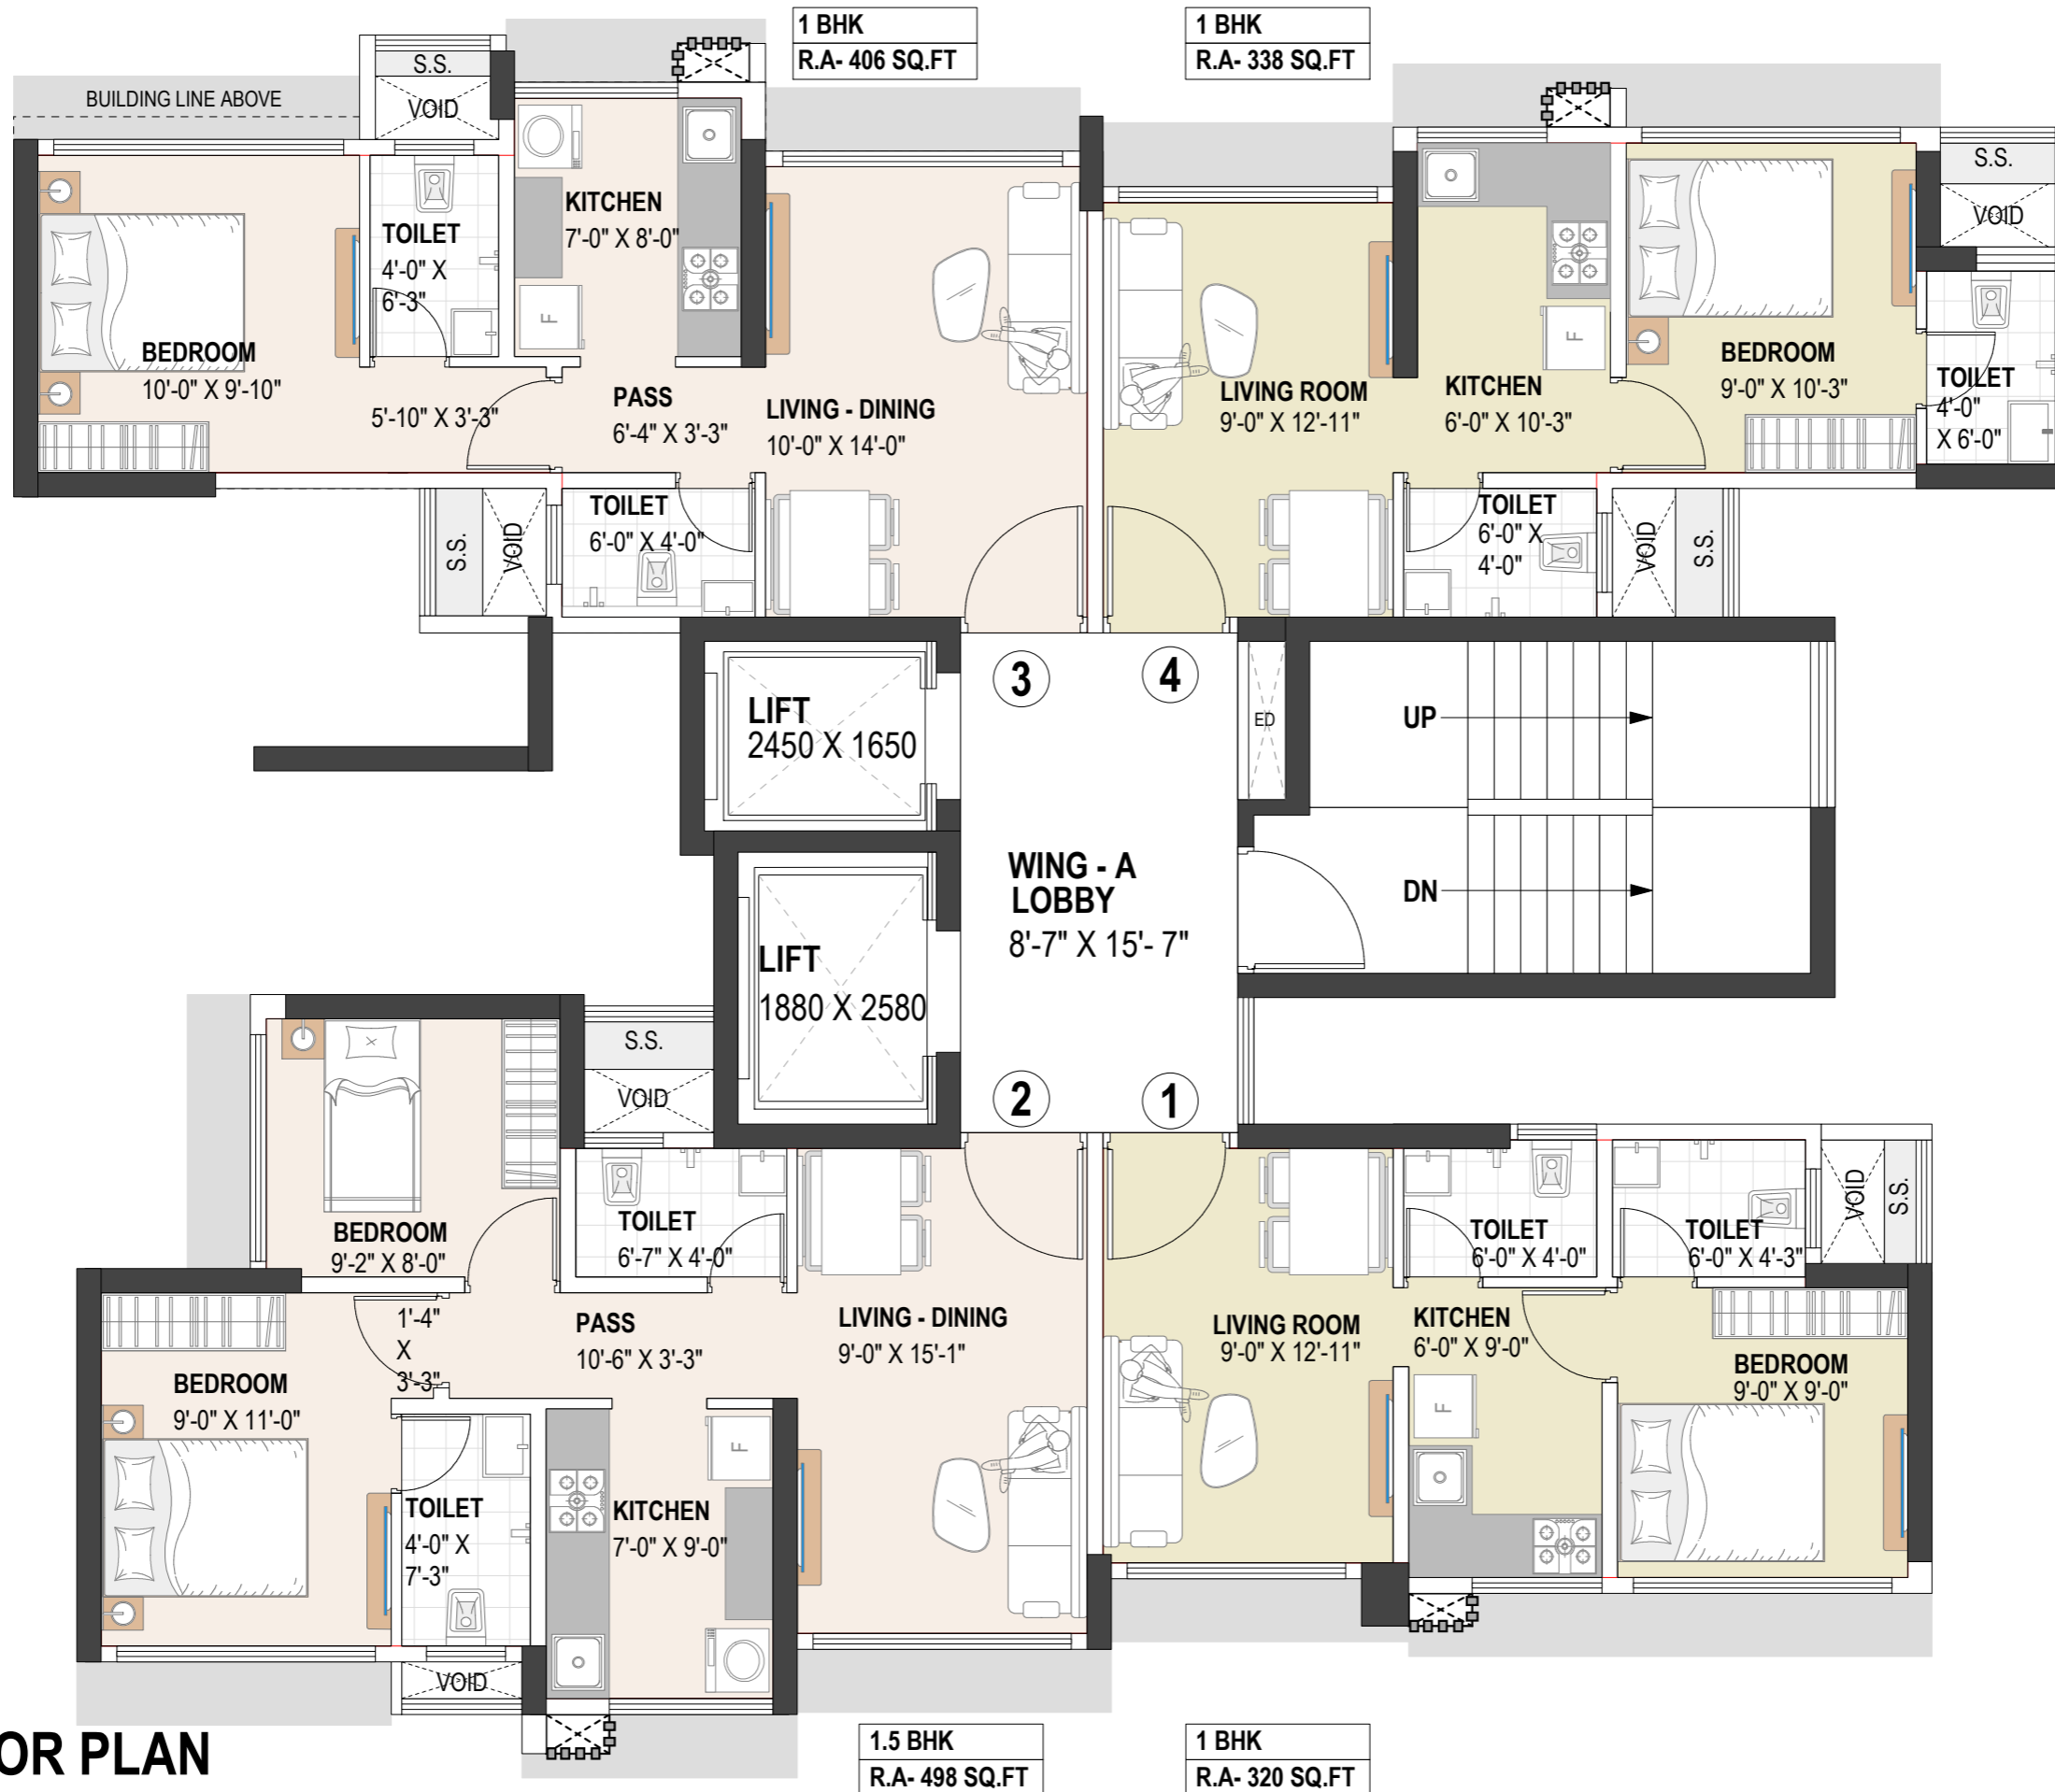 1 BHK
R.A- 406 SQ.FT
1 BHK
R.A- 338 SQ.FT
BUILDING LINE ABOVE
S.S.
VOID
KITCHEN
7'-0" X 8'-0"
TOILET
4'-0" X
6'-3"
F
BEDROOM
10'-0" X 9'-10"
5'-10" X 3'-3"
PASS
6'-4" X 3'-3"
LIVING - DINING
10'-0" X 14'-0"
TOILET
6'-0" X 4'-0"
S.S.
VOID
LIVING ROOM
9'-0" X 12'-11"
KITCHEN
6'-0" X 10'-3"
F
BEDROOM
9'-0" X 10'-3"
S.S.
VOID
TOILET
4'-0"
X 6'-0"
TOILET
6'-0" X
4'-0"
VOID
S.S.
3
4
LIFT
2450 X 1650
ED
UP
WING - A
LOBBY
8'-7" X 15'- 7"
DN
LIFT
1880 X 2580
2
1
S.S.
VOID
BEDROOM
9'-2" X 8'-0"
TOILET
6'-7" X 4'-0"
1'-4"
X
3'-3"
PASS
10'-6" X 3'-3"
LIVING - DINING
9'-0" X 15'-1"
BEDROOM
9'-0" X 11'-0"
TOILET
4'-0" X
7'-3"
KITCHEN
7'-0" X 9'-0"
F
VOID
LIVING ROOM
9'-0" X 12'-11"
KITCHEN
6'-0" X 9'-0"
F
TOILET
6'-0" X 4'-0"
TOILET
6'-0" X 4'-3"
VOID
S.S.
BEDROOM
9'-0" X 9'-0"
OR PLAN
1.5 BHK
R.A- 498 SQ.FT
1 BHK
R.A- 320 SQ.FT